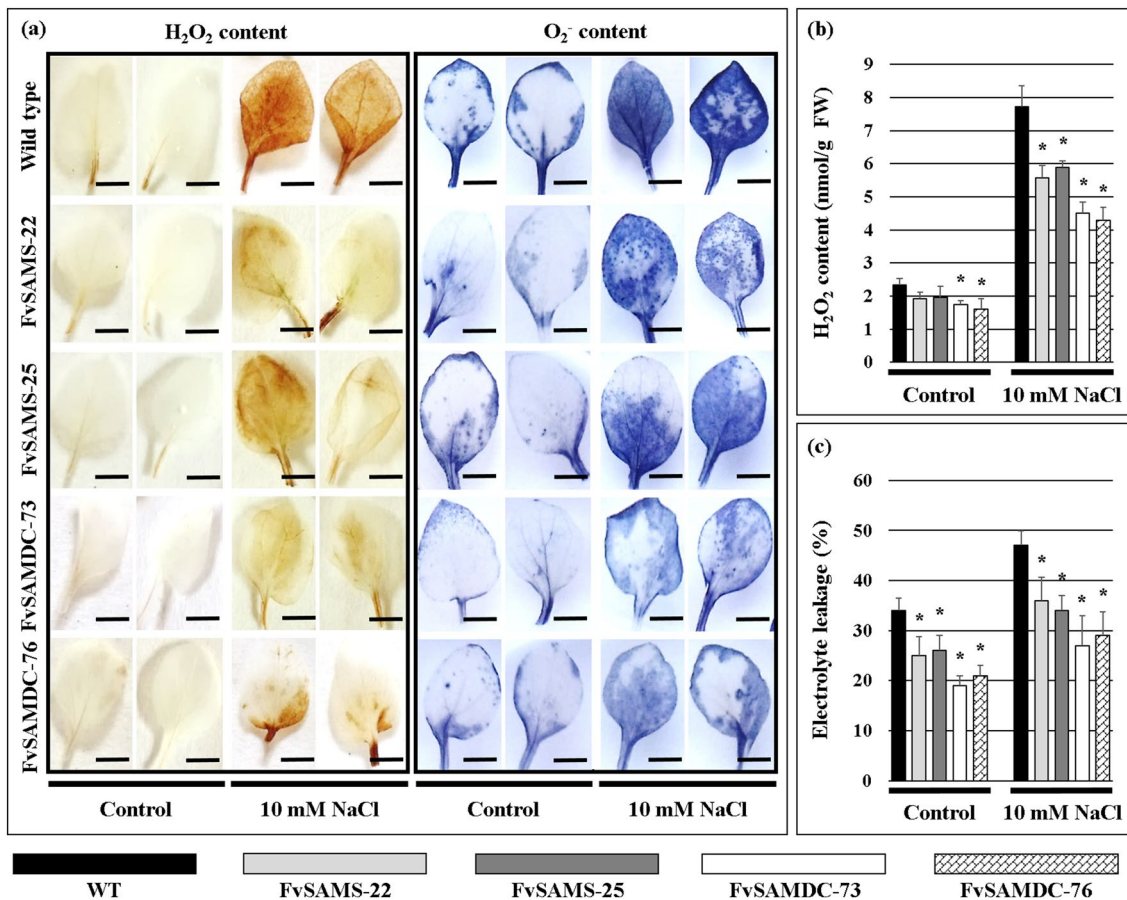 (a)
H₂O₂ content
O₂⁻ content
Wild type
FvSAMS-22
FvSAMS-25
FvSAMDC-73
FvSAMDC-76
Control
10 mM NaCl
Control
10 mM NaCl
(b)
H₂O₂ content (nmol/g FW)
9
8
7
6
5
4
3
2
1
0
* *
* *
* *
Control
10 mM NaCl
(c)
Electrolyte leakage (%)
60
50
40
30
20
10
0
* *
* *
* *
* *
Control
10 mM NaCl
WT
FvSAMS-22
FvSAMS-25
FvSAMDC-73
FvSAMDC-76